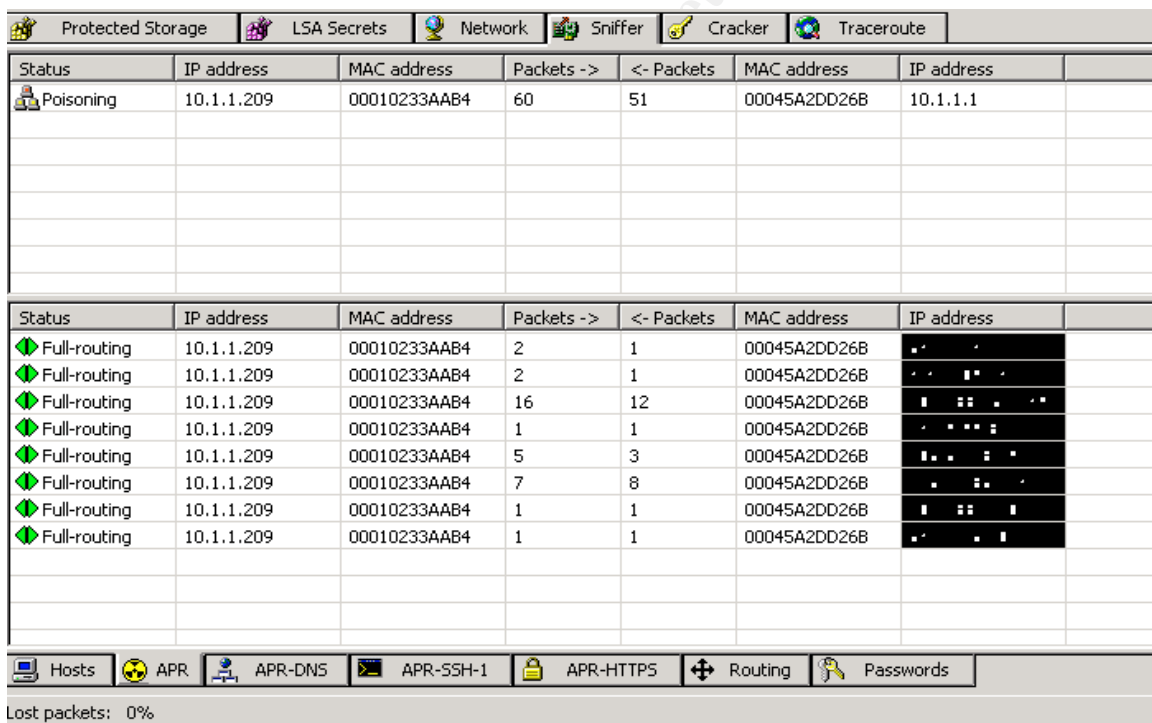 Protected Storage LSA Secrets Network Sniffer Cracker Traceroute
Status IP address MAC address Packets -> <- Packets MAC address IP address
Poisoning 10.1.1.209 00010233AAB4 60 51 00045A2DD26B 10.1.1.1
Status IP address MAC address Packets -> <- Packets MAC address IP address
Full-routing 10.1.1.209 00010233AAB4 2 1 00045A2DD26B
Full-routing 10.1.1.209 00010233AAB4 2 1 00045A2DD26B
Full-routing 10.1.1.209 00010233AAB4 16 12 00045A2DD26B
Full-routing 10.1.1.209 00010233AAB4 1 1 00045A2DD26B
Full-routing 10.1.1.209 00010233AAB4 5 3 00045A2DD26B
Full-routing 10.1.1.209 00010233AAB4 7 8 00045A2DD26B
Full-routing 10.1.1.209 00010233AAB4 1 1 00045A2DD26B
Full-routing 10.1.1.209 00010233AAB4 1 1 00045A2DD26B
Hosts APR APR-DNS APR-SSH-1 APR-HTTPS Routing Passwords
Lost packets: 0%